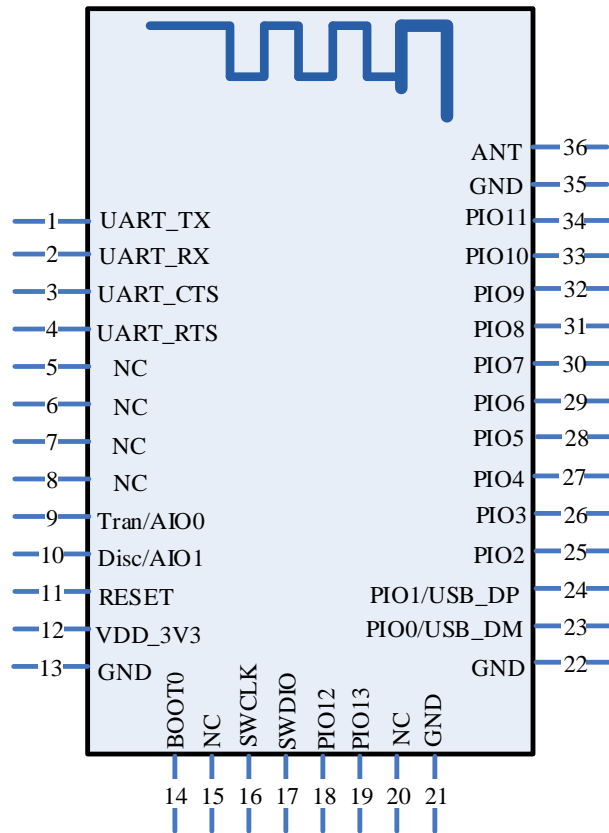 1 UART_TX
2 UART_RX
3 UART_CTS
4 UART_RTS
5 NC
6 NC
7 NC
8 NC
9 Tran/AIO0
10 Disc/AIO1
11 RESET
12 VDD_3V3
13 GND
BOOT0 14
NC 15
SWCLK 16
SWDIO 17
PIO12 18
PIO13 19
NC 20
GND 21
ANT 36
GND 35
PIO11 34
PIO10 33
PIO9 32
PIO8 31
PIO7 30
PIO6 29
PIO5 28
PIO4 27
PIO3 26
PIO2 25
PIO1/USB_DP 24
PIO0/USB_DM 23
GND 22